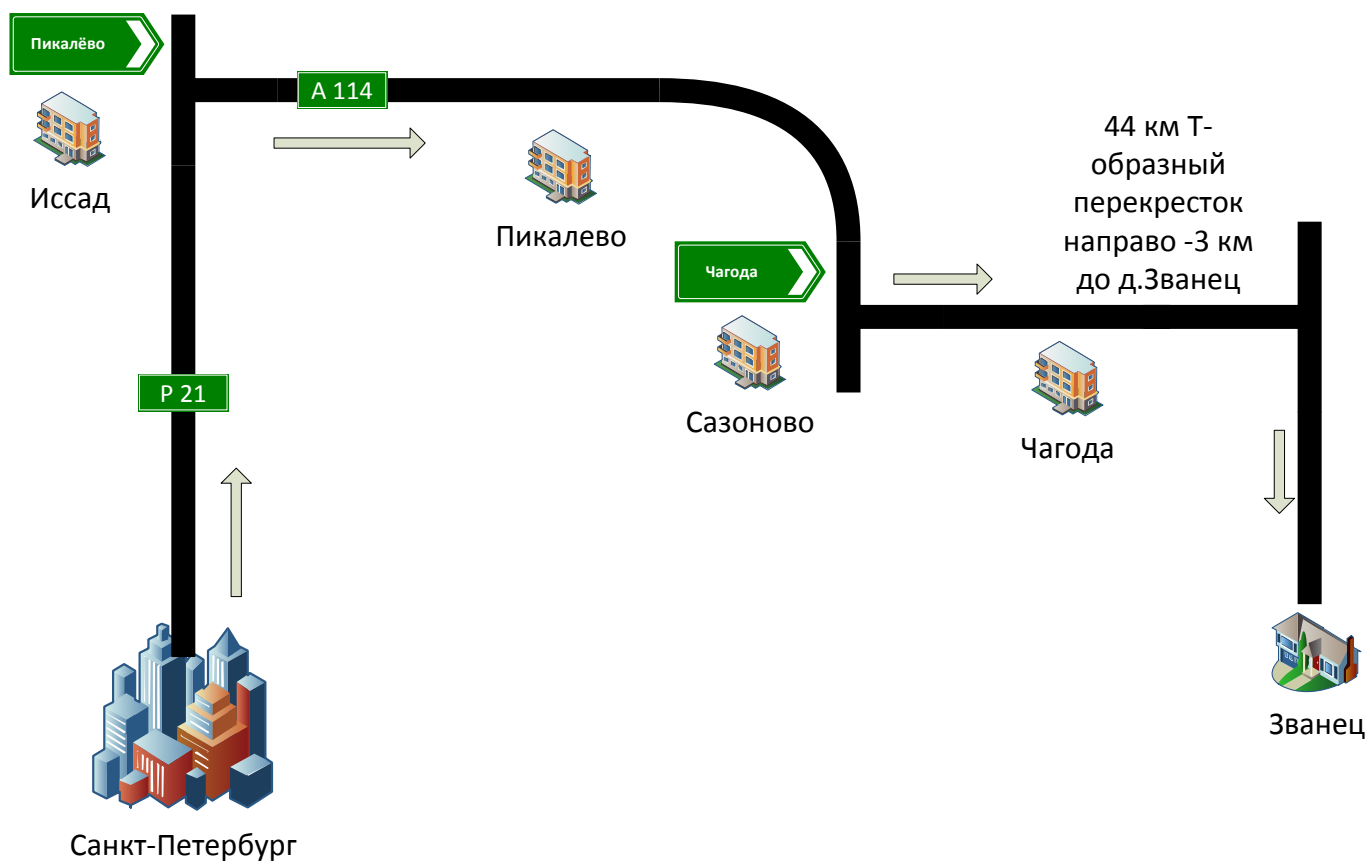 Пикалёво
А 114
Иссад
Пикалево
44 км Т-
образный
перекресток
направо -3 км
до д.Званец
Чагода
Сазоново
Чагода
Р 21
Званец
Санкт-Петербург